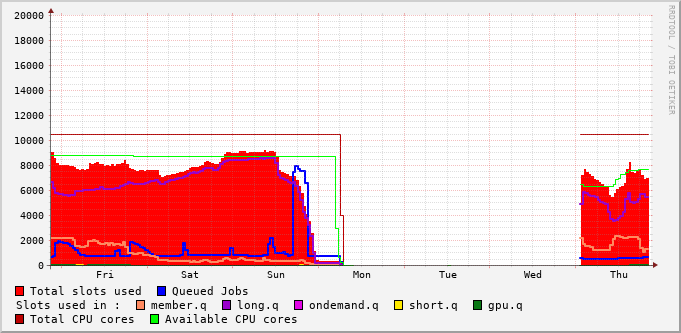 RRDTOOL / TOBI OETIKER
20000
18000
16000
14000
12000
10000
8000
6000
4000
2000
0
Fri Sat Sun Mon Tue Wed Thu
Total slots used Queued Jobs
Slots used in : member.q long.q ondemand.q short.q gpu.q
Total CPU cores Available CPU cores